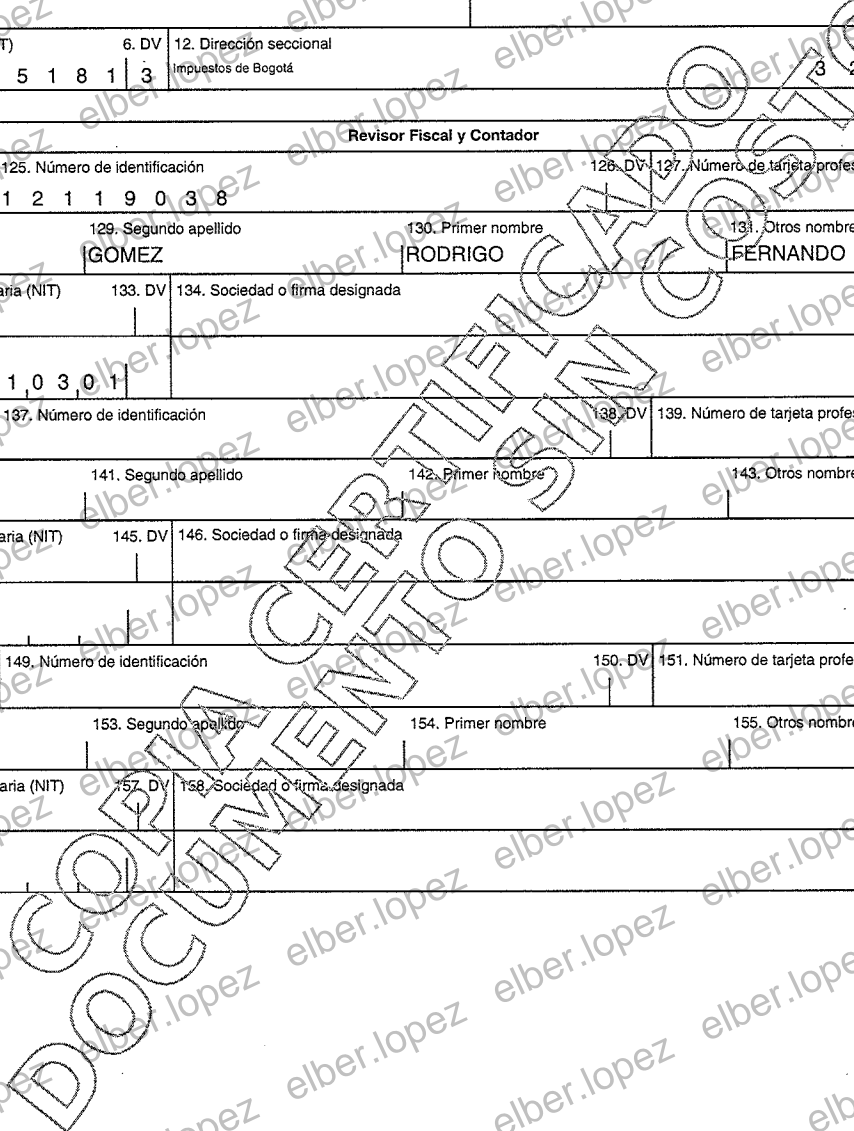 T) 6. DV 12. Dirección seccional
5 1 8 1 3 Impuestos de Bogotá 3 2
Revisor Fiscal y Contador
125. Número de identificación 126. DV 127. Número de tarjeta profes
1 2 1 1 9 0 3 8
129. Segundo apellido 130. Primer nombre 131. Otros nombre
GOMEZ RODRIGO FERNANDO
aria (NIT) 133. DV 134. Sociedad o firma designada
1 0 3 0 1
137. Número de identificación 138. DV 139. Número de tarjeta profes
141. Segundo apellido 142. Primer nombre 143. Otros nombre
aria (NIT) 145. DV 146. Sociedad o firma designada
149. Número de identificación 150. DV 151. Número de tarjeta profe
153. Segundo apellido 154. Primer nombre 155. Otros nombre
aria (NIT) 157. DV 158. Sociedad o firma designada
COPIA CERTIFICADO
DOCUMENTO SIN COSTO
elber.lopez